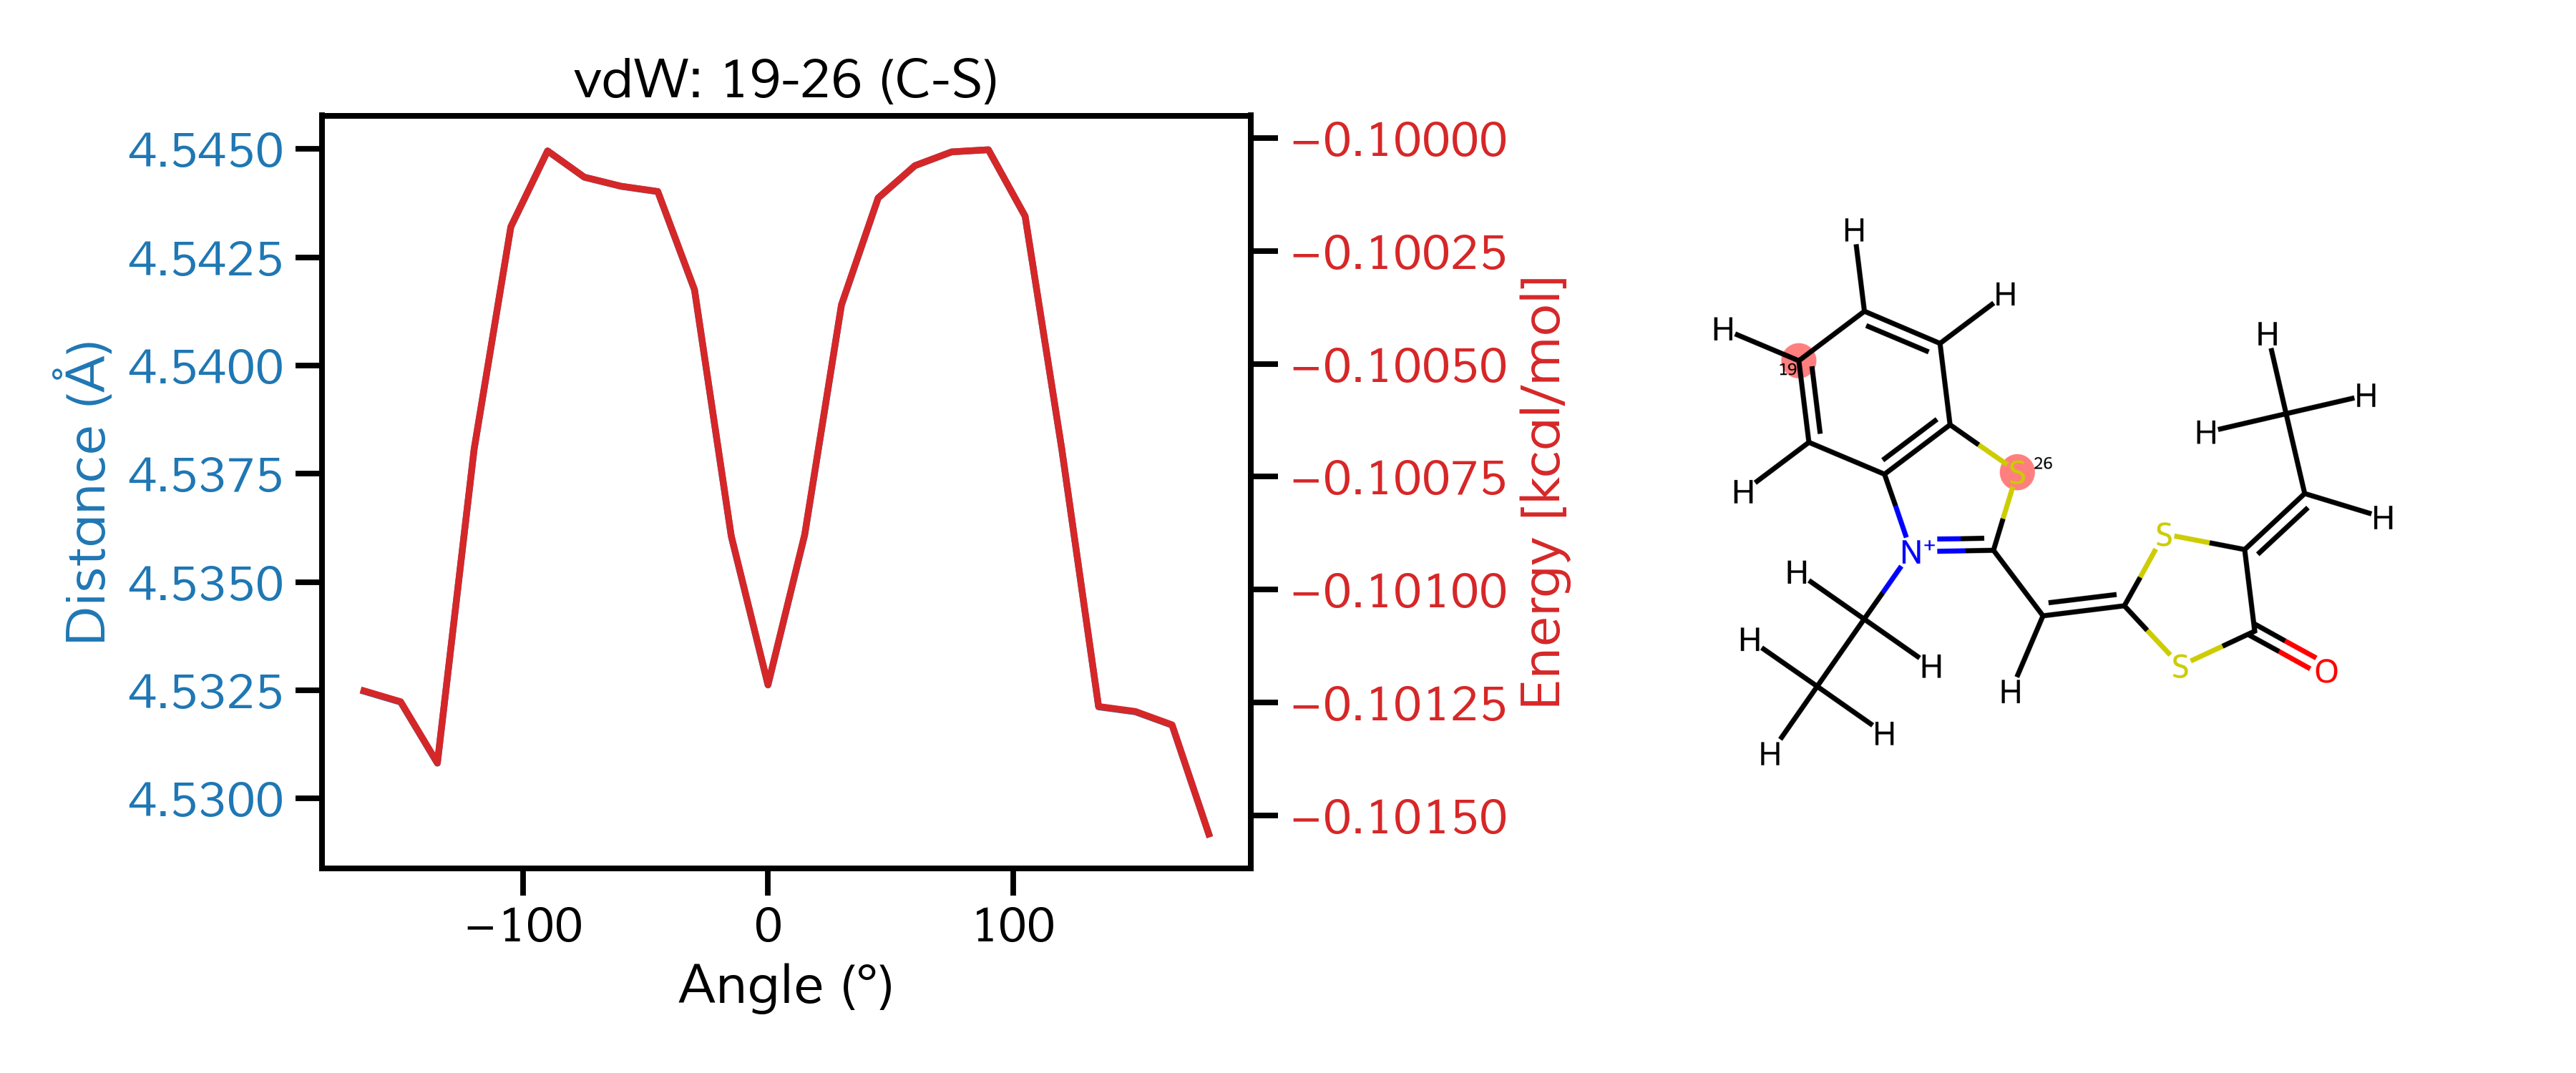 vdW: 19-26 (C-S)
Distance (Å)
4.5450
4.5425
4.5400
4.5375
4.5350
4.5325
4.5300
−100
0
100
Angle (°)
−0.10000
−0.10025
−0.10050
−0.10075
−0.10100
−0.10125
−0.10150
Energy [kcal/mol]
H
H
H
19
H
S
26
N+
H
H
H
H
H
H
S
S
O
H
H
H
H